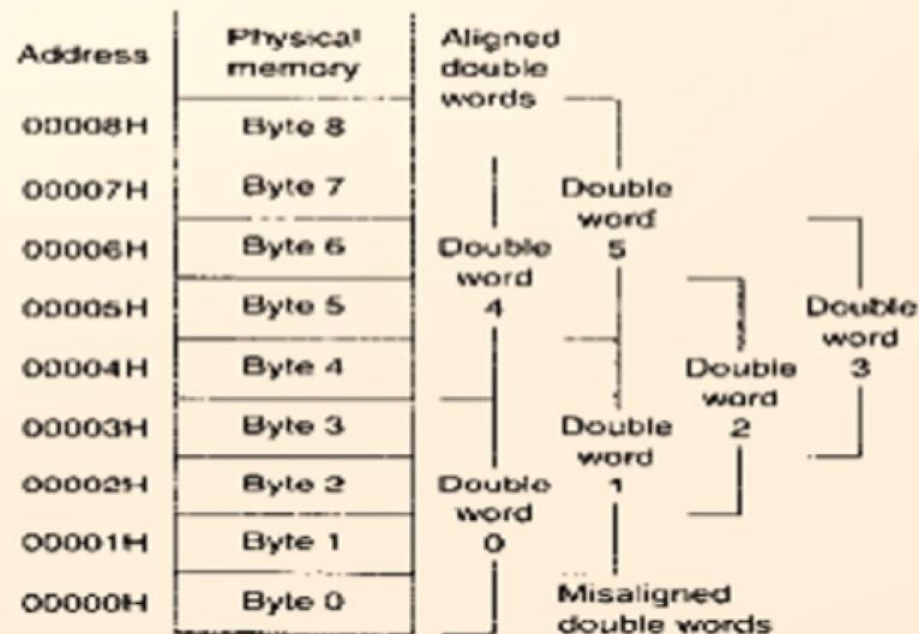 Address
Physical
memory
Aligned
double
words
00008H
Byte 8
00007H
Byte 7
Double
word
5
00006H
Byte 6
Double
word
4
00005H
Byte 5
Double
word
3
00004H
Byte 4
Double
word
2
00003H
Byte 3
Double
word
1
00002H
Byte 2
Double
word
0
00001H
Byte 1
00000H
Byte 0
Misaligned
double words